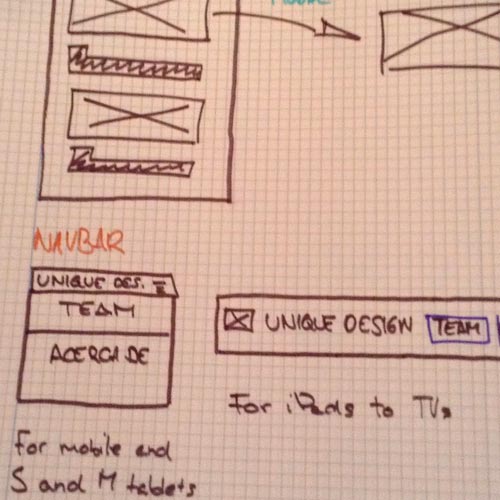 NAVBAR
UNIQUE DES.
TEAM
ACERCA DE
UNIQUE DESIGN TEAM
For iPads to TVs
For mobile and
S and M tablets